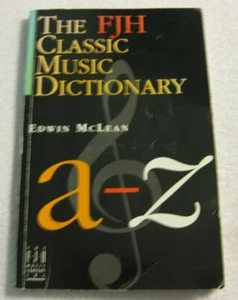 THE FJH
CLASSIC
MUSIC
DICTIONARY
EDWIN MCLEAN
a-z